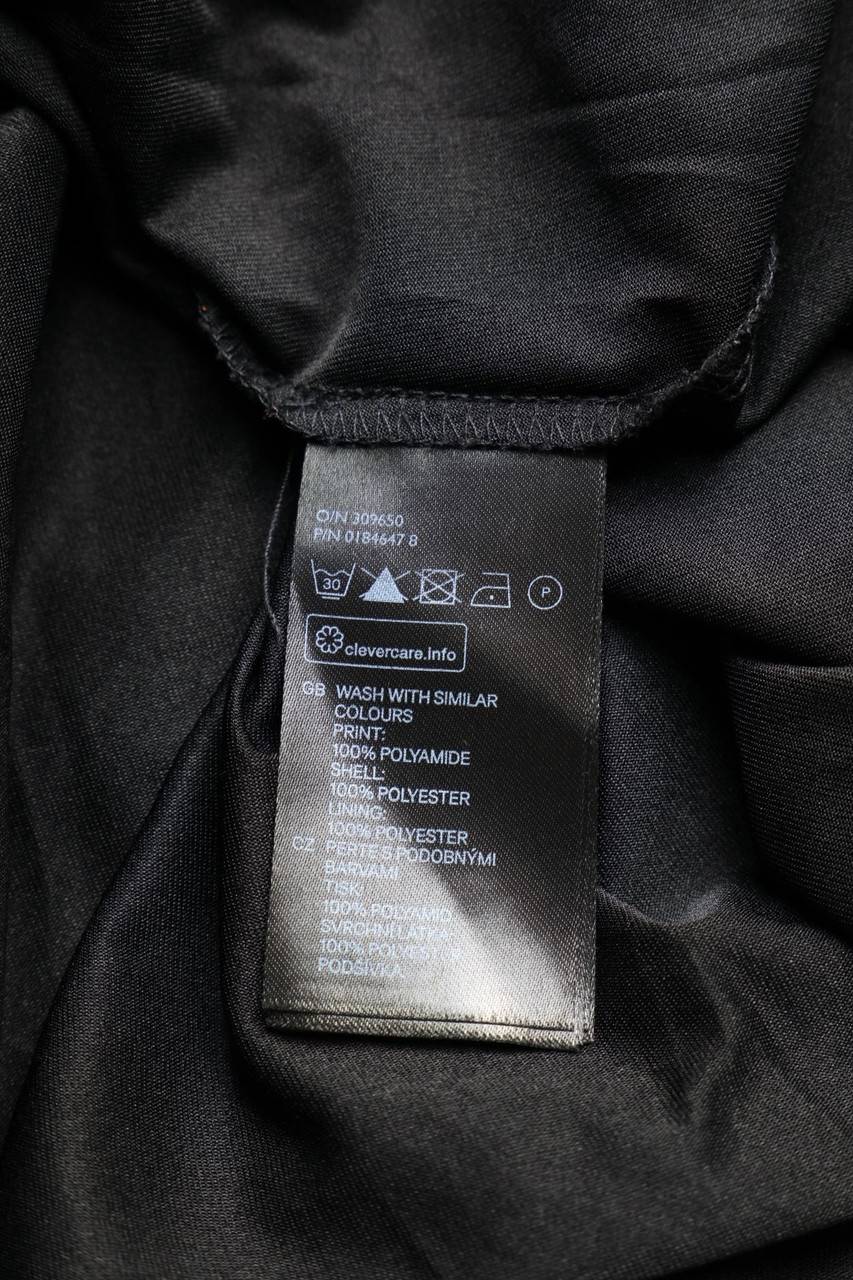 O/N 309650
P/N 0184647 8
30 P
clevercare.info
GB WASH WITH SIMILAR
COLOURS
PRINT:
100% POLYAMIDE
SHELL:
100% POLYESTER
LINING:
100% POLYESTER
CZ PERTE S PODOBNÝMI
BARVAMI
TISK:
100% POLYAMID
SVRCHNÍ LÁTKA
100%
PODŠÍVKA